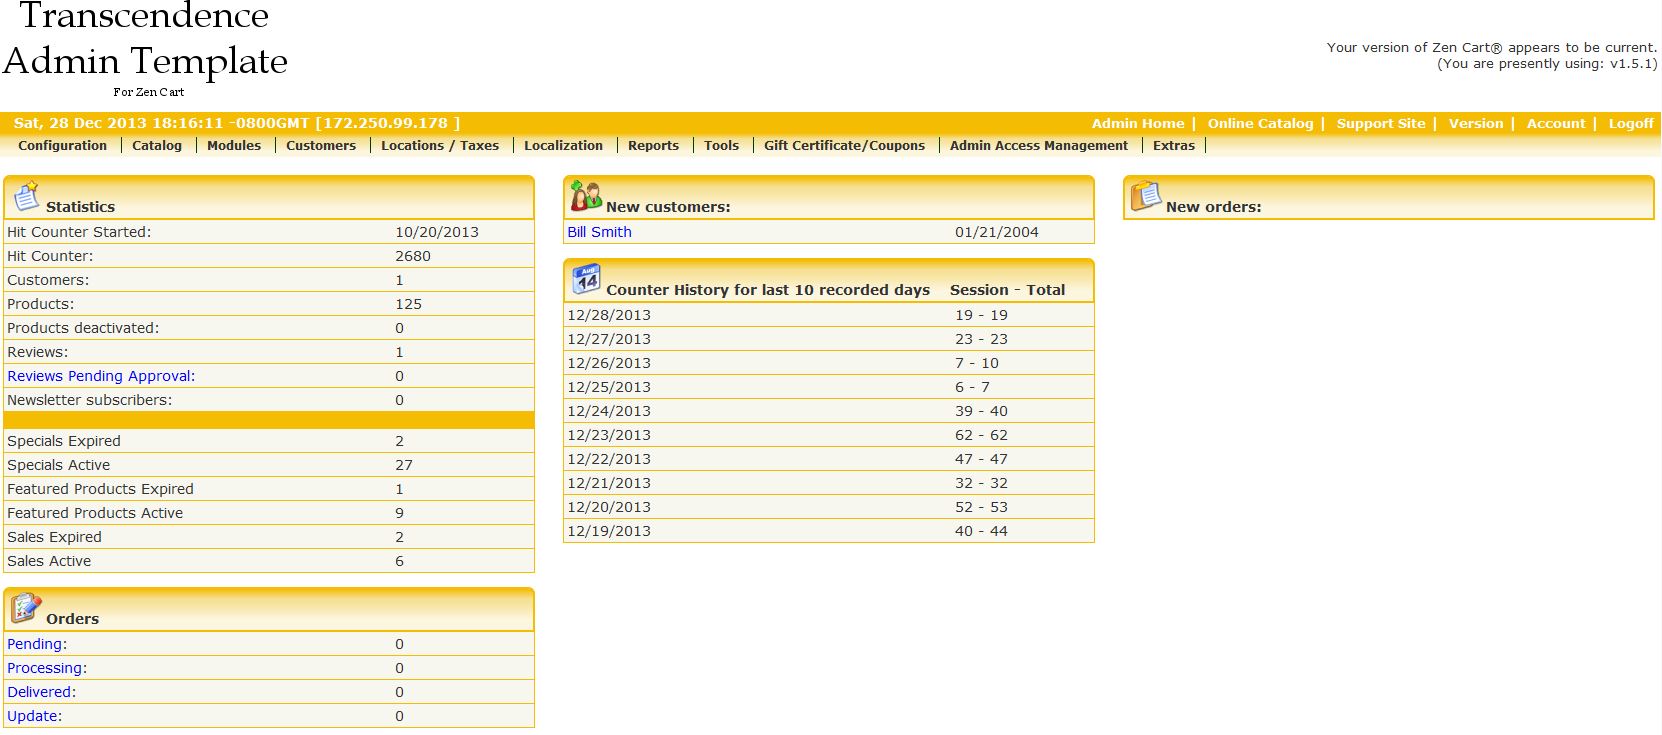 Transcendence
Admin Template
For Zen Cart
Your version of Zen Cart® appears to be current.
(You are presently using: v1.5.1)
Sat, 28 Dec 2013 18:16:11 -0800GMT [172.250.99.178 ]
Admin Home | Online Catalog | Support Site | Version | Account | Logoff
Configuration | Catalog | Modules | Customers | Locations / Taxes | Localization | Reports | Tools | Gift Certificate/Coupons | Admin Access Management | Extras |
Statistics
Hit Counter Started: 10/20/2013
Hit Counter: 2680
Customers: 1
Products: 125
Products deactivated: 0
Reviews: 1
Reviews Pending Approval: 0
Newsletter subscribers: 0
Specials Expired 2
Specials Active 27
Featured Products Expired 1
Featured Products Active 9
Sales Expired 2
Sales Active 6
Orders
Pending: 0
Processing: 0
Delivered: 0
Update: 0
New customers:
Bill Smith 01/21/2004
Aug
14
Counter History for last 10 recorded days Session - Total
12/28/2013 19 - 19
12/27/2013 23 - 23
12/26/2013 7 - 10
12/25/2013 6 - 7
12/24/2013 39 - 40
12/23/2013 62 - 62
12/22/2013 47 - 47
12/21/2013 32 - 32
12/20/2013 52 - 53
12/19/2013 40 - 44
New orders: